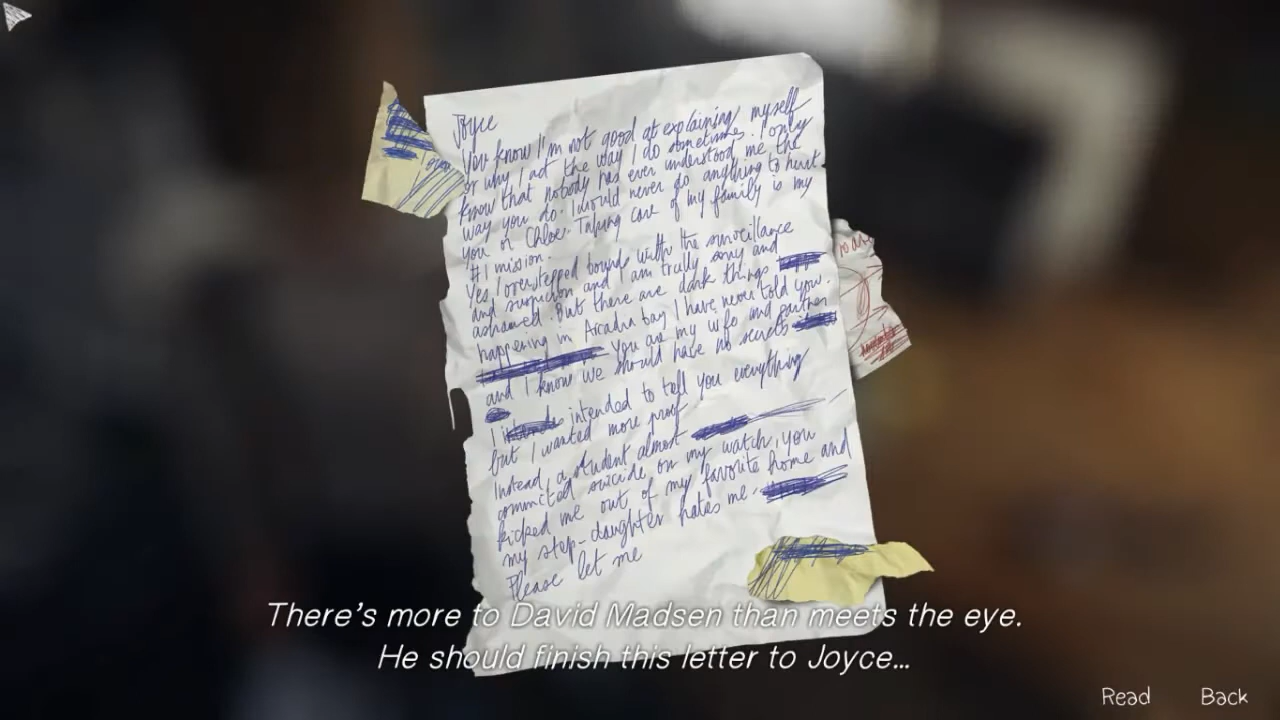 Joyce
You know I'm not good at explaining myself
or why I act the way I do sometimes. I only
know that nobody has ever understood me the
way you do. I would never do anything to hurt
you or Chloe. Taking care of my family is my
#1 mission.
Yes I overstepped bounds with the surveillance
and suspicion and I am truly sorry and
ashamed. But there are dark things
happening in Arcadia bay I have never told you.
You are my wife and partner
and I know we should have no secrets
I intended to tell you everything
but I wanted more proof
Instead, a student almost
committed suicide on my watch, you
kicked me out of my favorite home and
my step-daughter hates me.
Please let me
There's more to David Madsen than meets the eye.
He should finish this letter to Joyce...
Read
Back